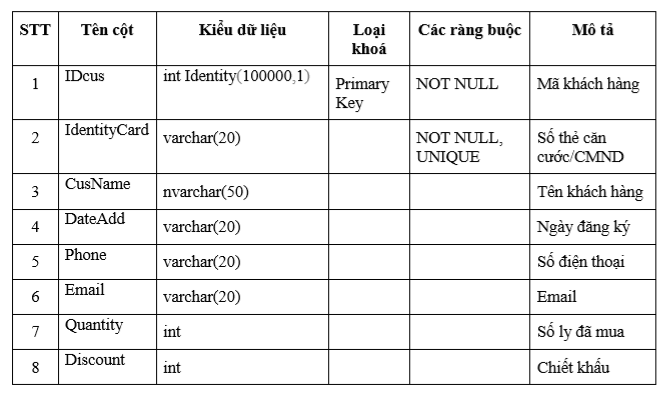 STT Tên cột Kiểu dữ liệu Loại khoá Các ràng buộc Mô tả
1 IDcus int Identity(100000,1) Primary Key NOT NULL Mã khách hàng
2 IdentityCard varchar(20) NOT NULL, UNIQUE Số thẻ căn cước/CMND
3 CusName nvarchar(50) Tên khách hàng
4 DateAdd varchar(20) Ngày đăng ký
5 Phone varchar(20) Số điện thoại
6 Email varchar(20) Email
7 Quantity int Số ly đã mua
8 Discount int Chiết khấu